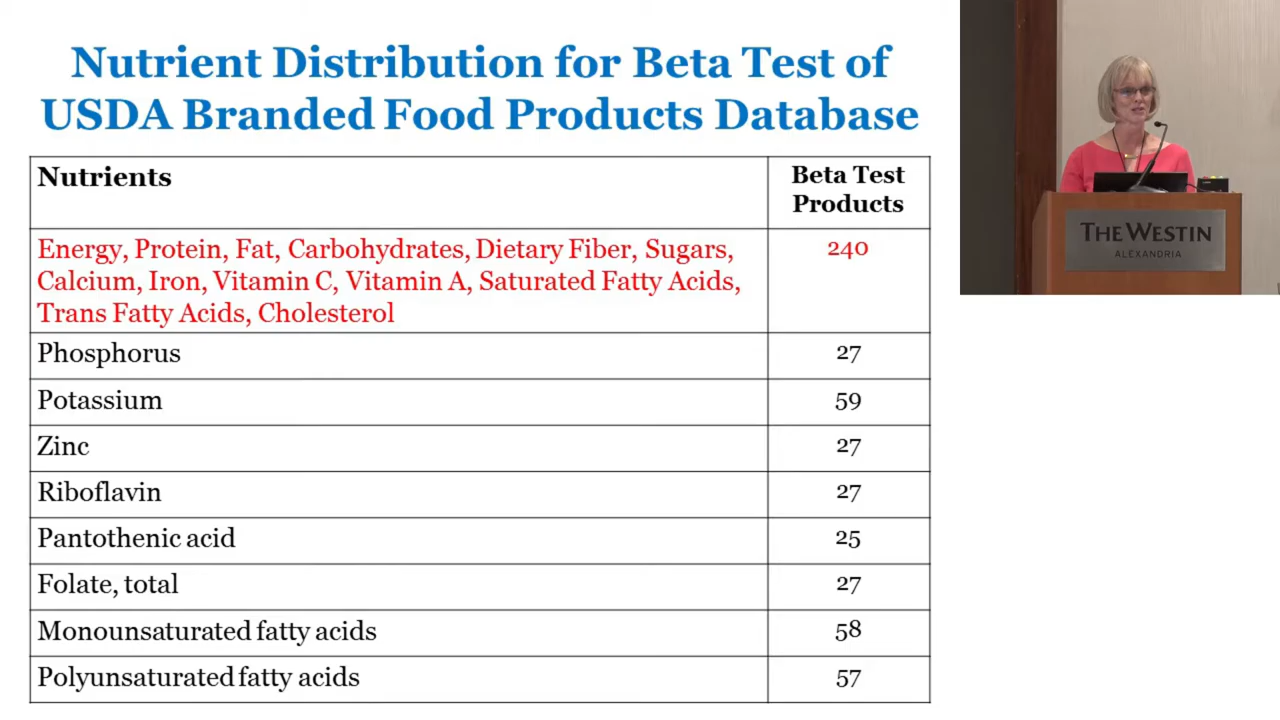 Nutrient Distribution for Beta Test of
USDA Branded Food Products Database
Nutrients
Beta Test
Products
Energy, Protein, Fat, Carbohydrates, Dietary Fiber, Sugars,
Calcium, Iron, Vitamin C, Vitamin A, Saturated Fatty Acids,
Trans Fatty Acids, Cholesterol
240
Phosphorus
27
Potassium
59
Zinc
27
Riboflavin
27
Pantothenic acid
25
Folate, total
27
Monounsaturated fatty acids
58
Polyunsaturated fatty acids
57
THE WESTIN
ALEXANDRIA